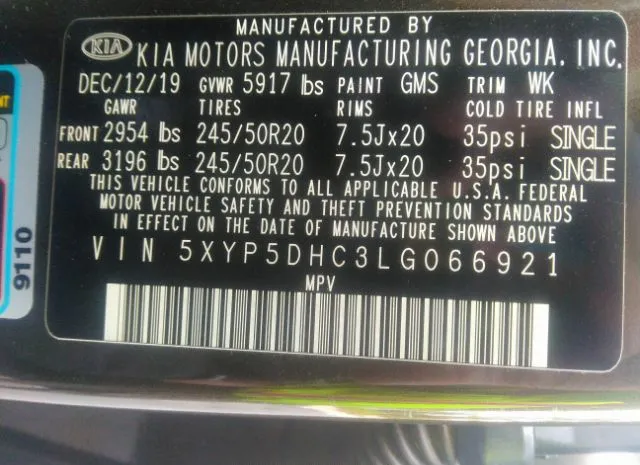 MANUFACTURED BY
KIA KIA MOTORS MANUFACTURING GEORGIA, INC.
DEC/12/19 GVWR 5917 lbs PAINT GMS TRIM WK
GAWR TIRES RIMS COLD TIRE INFL
FRONT 2954 lbs 245/50R20 7.5Jx20 35psi SINGLE
REAR 3196 lbs 245/50R20 7.5Jx20 35psi SINGLE
THIS VEHICLE CONFORMS TO ALL APPLICABLE U.S.A. FEDERAL
MOTOR VEHICLE SAFETY AND THEFT PREVENTION STANDARDS
IN EFFECT ON THE DATE OF MANUFACTURE SHOWN ABOVE
VIN 5XYP5DHC3LG066921
MPV
9110